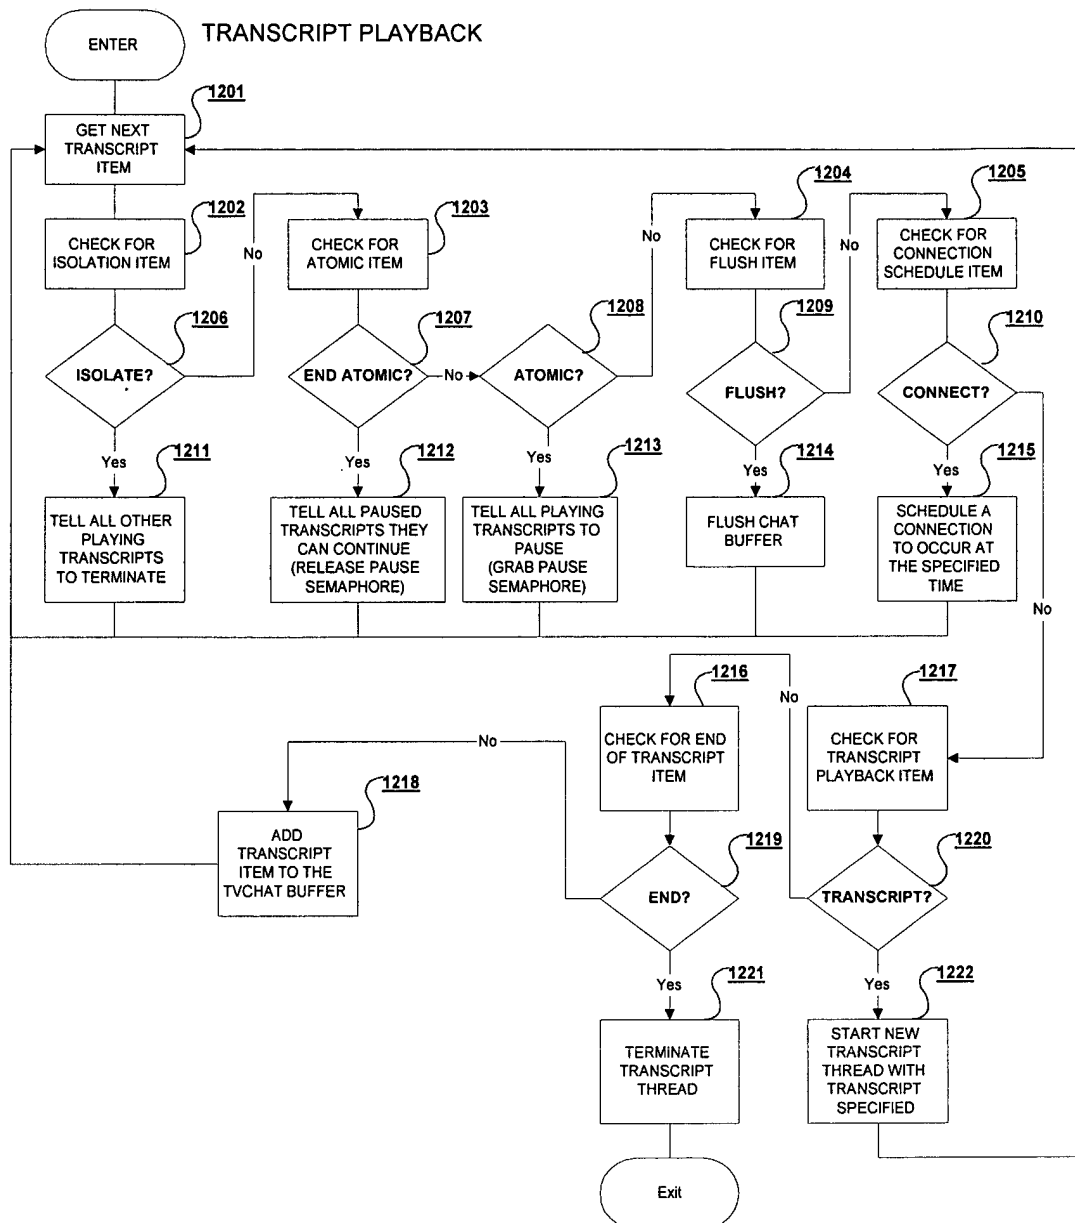 ENTER
TRANSCRIPT PLAYBACK
1201
GET NEXT
TRANSCRIPT
ITEM
1202
CHECK FOR
ISOLATION ITEM
No
1203
CHECK FOR
ATOMIC ITEM
1204
CHECK FOR
FLUSH ITEM
No
1205
CHECK FOR
CONNECTION
SCHEDULE ITEM
No
1206
ISOLATE?
1207
END ATOMIC?
No
1208
ATOMIC?
1209
FLUSH?
1210
CONNECT?
Yes
1211
TELL ALL OTHER
PLAYING
TRANSCRIPTS
TO TERMINATE
Yes
1212
TELL ALL PAUSED
TRANSCRIPTS THEY
CAN CONTINUE
(RELEASE PAUSE
SEMAPHORE)
Yes
1213
TELL ALL PLAYING
TRANSCRIPTS TO
PAUSE
(GRAB PAUSE
SEMAPHORE)
Yes
1214
FLUSH CHAT
BUFFER
Yes
1215
SCHEDULE A
CONNECTION
TO OCCUR AT
THE SPECIFIED
TIME
No
1216
CHECK FOR END
OF TRANSCRIPT
ITEM
No
1217
CHECK FOR
TRANSCRIPT
PLAYBACK ITEM
No
1218
ADD
TRANSCRIPT
ITEM TO THE
TVCHAT BUFFER
1219
END?
1220
TRANSCRIPT?
Yes
1221
TERMINATE
TRANSCRIPT
THREAD
Yes
1222
START NEW
TRANSCRIPT
THREAD WITH
TRANSCRIPT
SPECIFIED
Exit